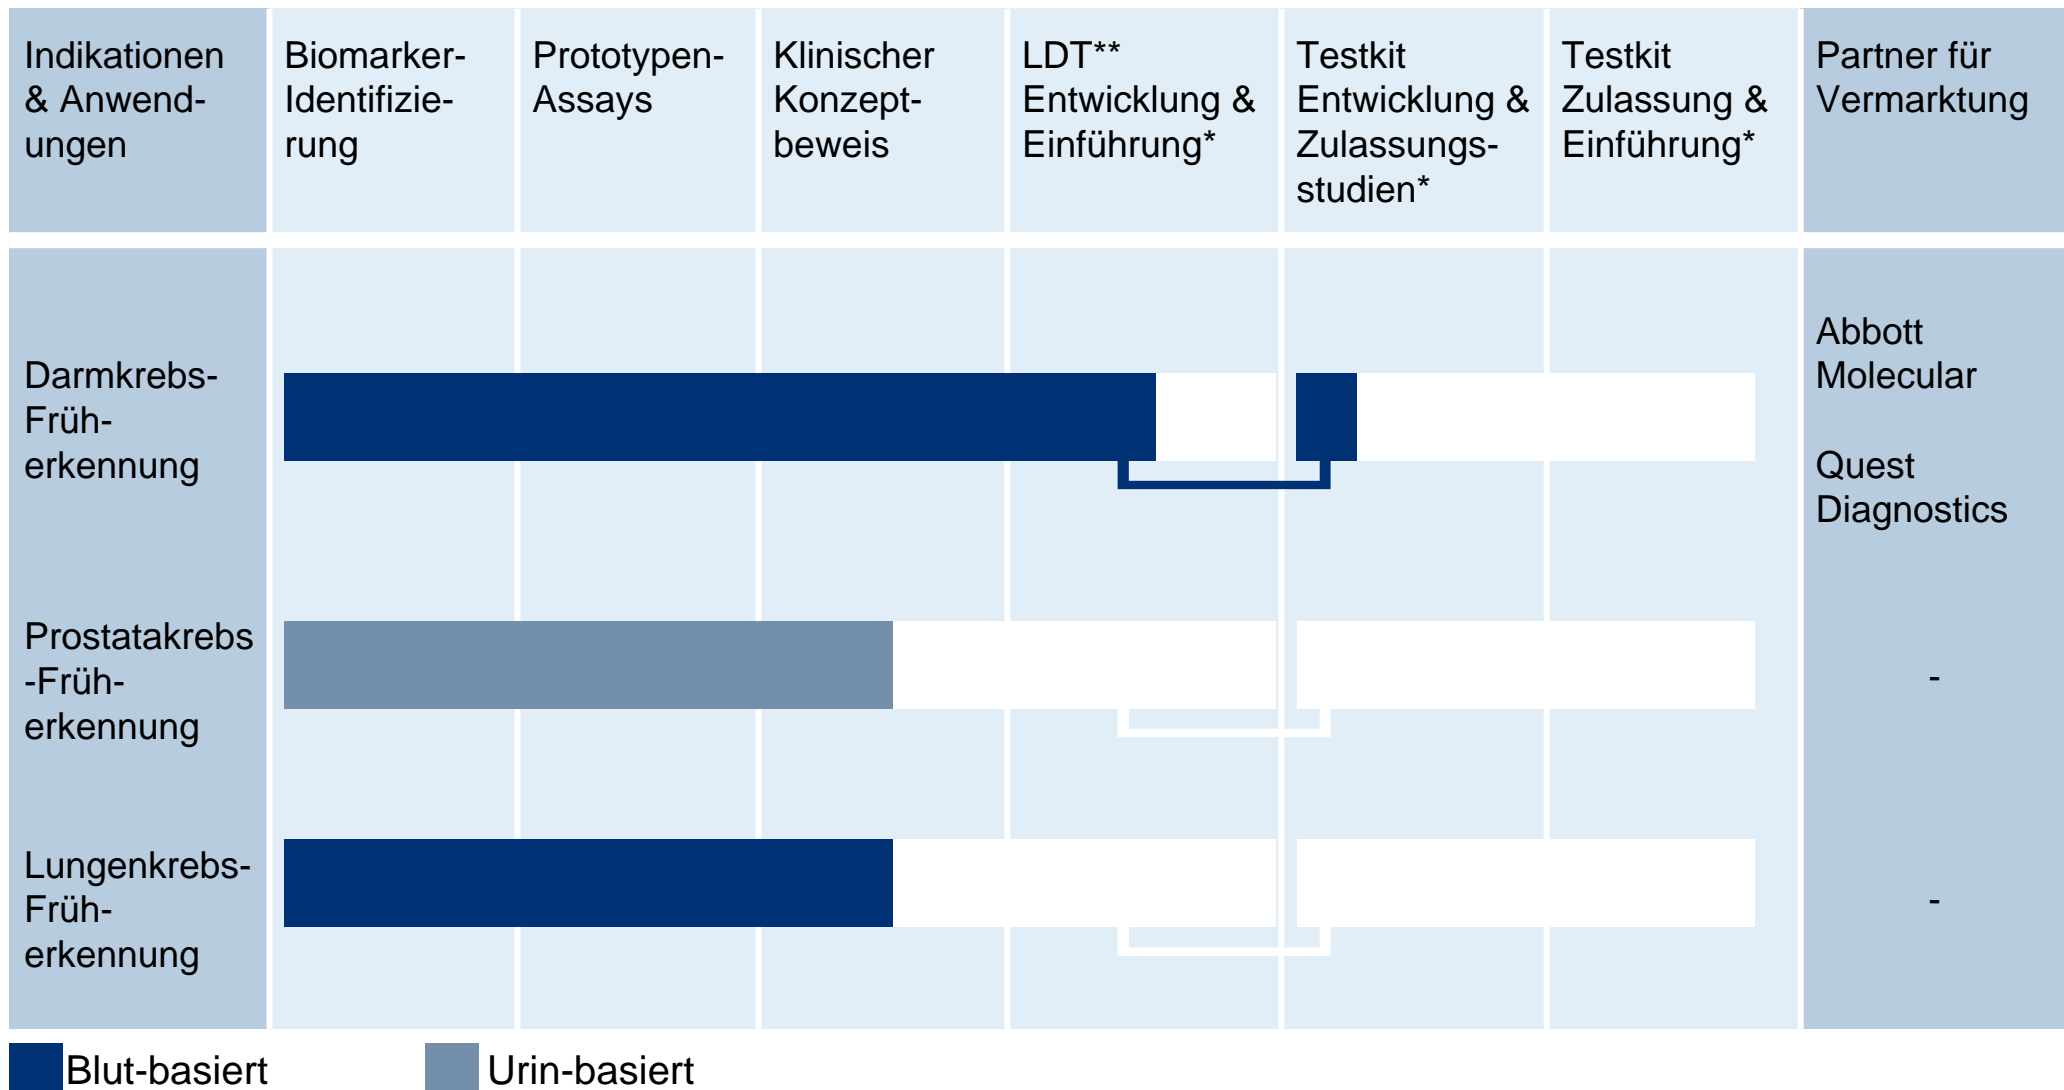 Indikationen
& Anwend-
ungen
Biomarker-
Identifizie-
rung
Prototypen-
Assays
Klinischer
Konzept-
beweis
LDT**
Entwicklung &
Einführung*
Testkit
Entwicklung &
Zulassungs-
studien*
Testkit
Zulassung &
Einführung*
Partner für
Vermarktung
Darmkrebs-
Früh-
erkennung
Abbott
Molecular
Quest
Diagnostics
Prostatakrebs
-Früh-
erkennung
-
Lungenkrebs-
Früh-
erkennung
-
Blut-basiert
Urin-basiert